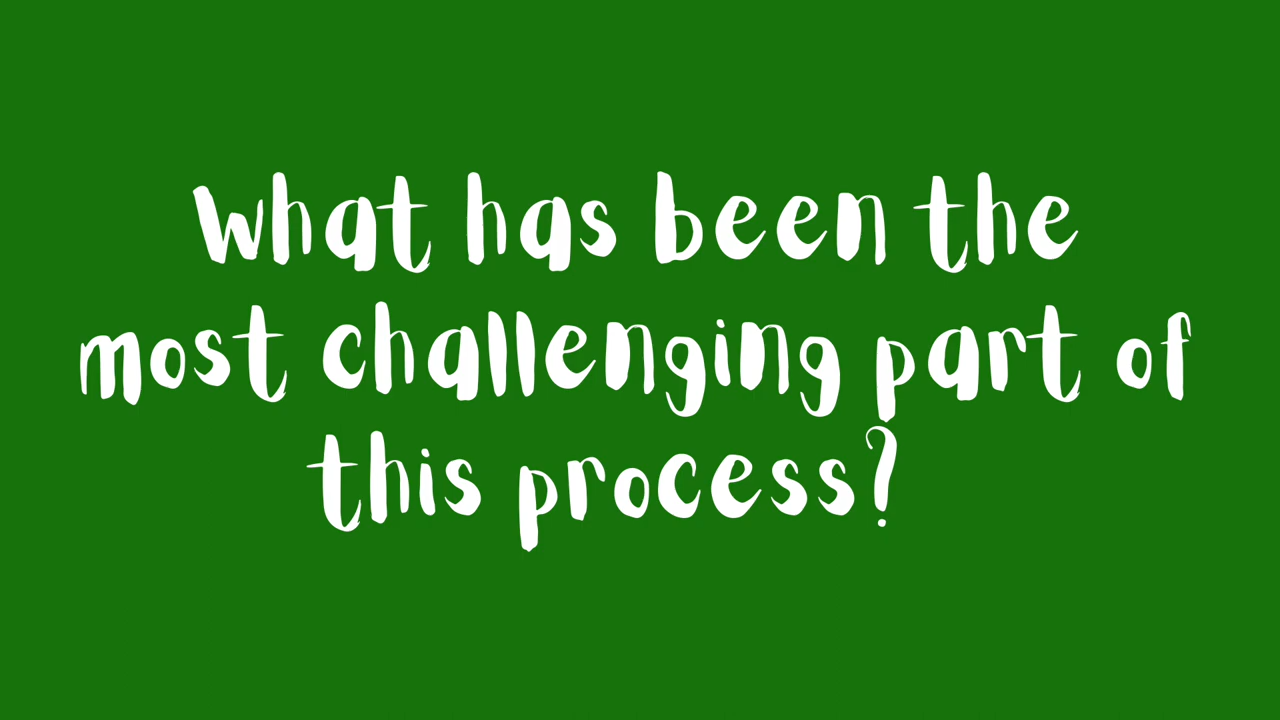 What has been the
most challenging part of
this process?